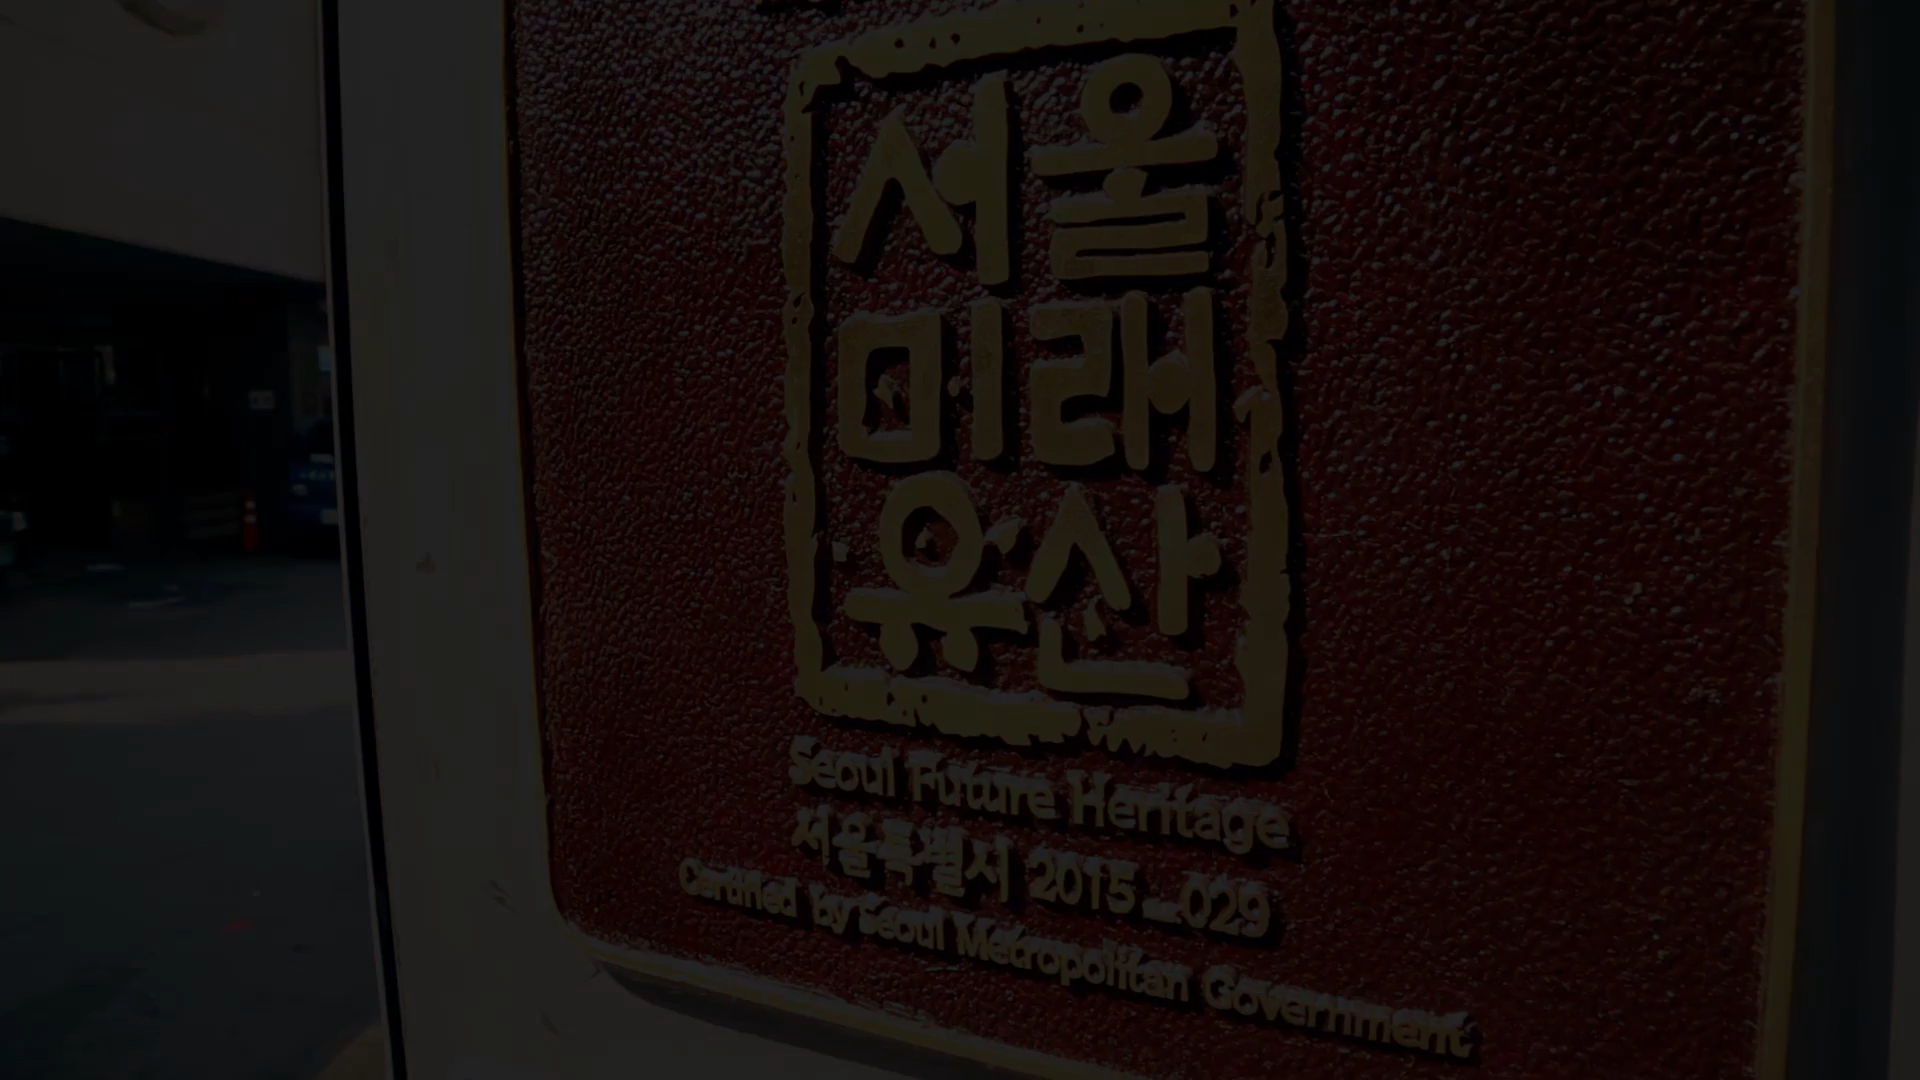 서울
미래
유산
Seoul Future Heritage
서울특별시 2015_029
Certified by Seoul Metropolitan Government